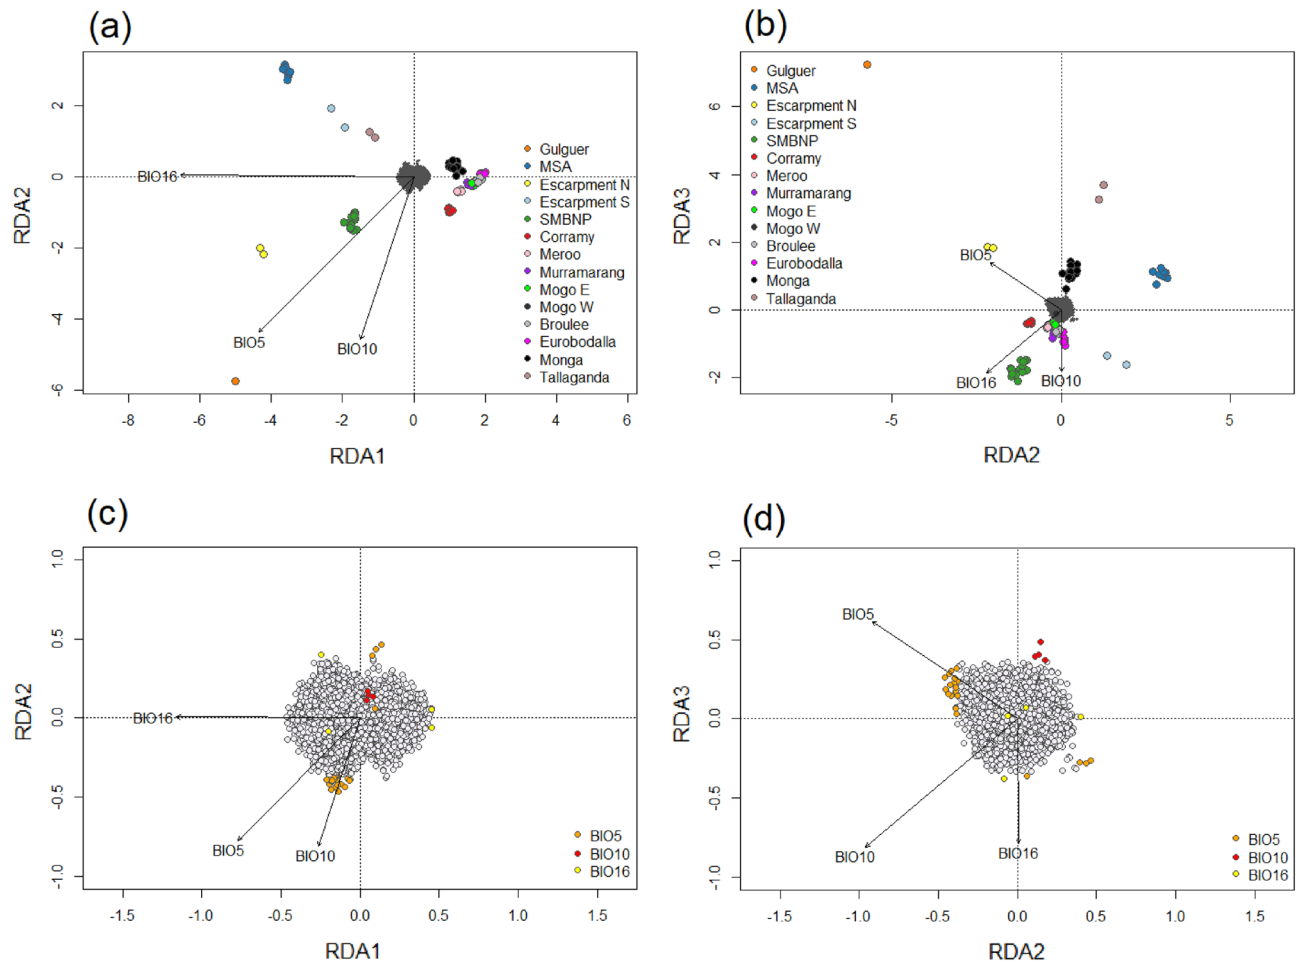 (a)
RDA2
2
0
-2
-4
-6
BIO16
BIO5
BIO10
Gulguer
MSA
Escarpment N
Escarpment S
SMBNP
Corramy
Meroo
Murramarang
Mogo E
Mogo W
Broulee
Eurobodalla
Monga
Tallaganda
-8
-6
-4
-2
0
2
4
6
RDA1
(b)
RDA3
6
4
2
0
-2
Gulguer
MSA
Escarpment N
Escarpment S
SMBNP
Corramy
Meroo
Murramarang
Mogo E
Mogo W
Broulee
Eurobodalla
Monga
Tallaganda
BIO5
BIO16
BIO10
-5
0
5
RDA2
(c)
RDA2
1.0
0.5
0.0
-0.5
-1.0
BIO16
BIO5
BIO10
BIO5
BIO10
BIO16
-1.5
-1.0
-0.5
0.0
0.5
1.0
1.5
RDA1
(d)
RDA3
1.0
0.5
0.0
-0.5
-1.0
BIO5
BIO10
BIO16
BIO5
BIO10
BIO16
-1.5
-1.0
-0.5
0.0
0.5
1.0
1.5
RDA2